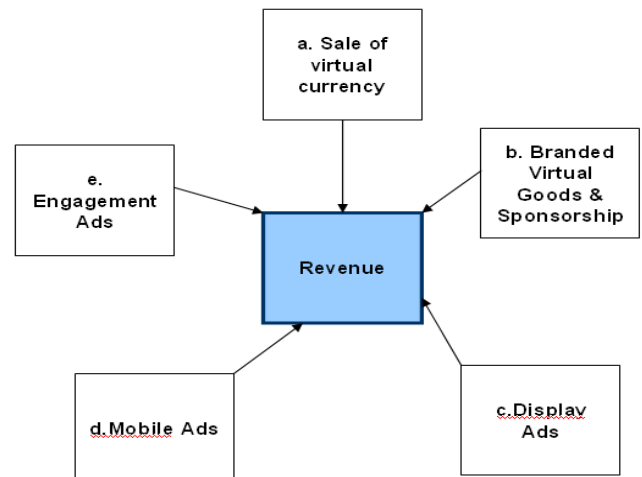 a. Sale of
virtual
currency
b. Branded
Virtual
Goods &
Sponsorship
e.
Engagement
Ads
Revenue
d.Mobile Ads
c.Display
Ads